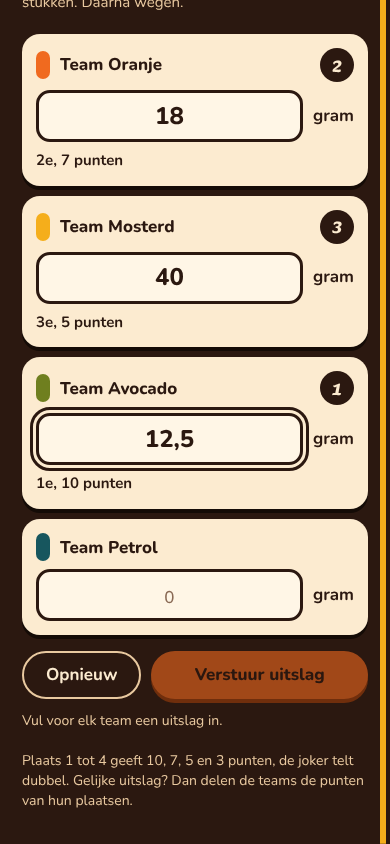 stukken. Daarna wegen.
Team Oranje
2
18
gram
2e, 7 punten
Team Mosterd
3
40
gram
3e, 5 punten
Team Avocado
1
12,5
gram
1e, 10 punten
Team Petrol
0
gram
Opnieuw
Verstuur uitslag
Vul voor elk team een uitslag in.
Plaats 1 tot 4 geeft 10, 7, 5 en 3 punten, de joker telt
dubbel. Gelijke uitslag? Dan delen de teams de punten
van hun plaatsen.